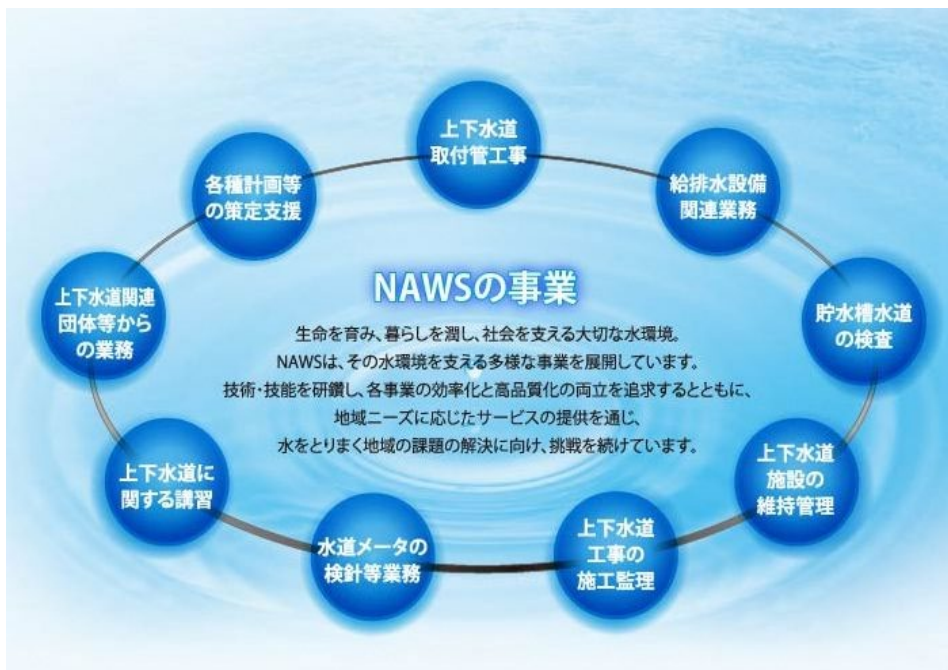 上下水道
取付管工事
給排水設備
関連業務
貯水槽水道
の検査
上下水道
施設の
維持管理
上下水道
工事の
施工監理
水道メータの
検針等業務
上下水道に
関する講習
上下水道関連
団体等から
の業務
各種計画等
の策定支援
NAWSの事業
生命を育み、暮らしを潤し、社会を支える大切な水環境。
NAWSは、その水環境を支える多様な事業を展開しています。
技術・技能を研鑽し、各事業の効率化と高品質化の両立を追求するとともに、
地域ニーズに応じたサービスの提供を通じ、
水をとりまく地域の課題の解決に向け、挑戦を続けています。